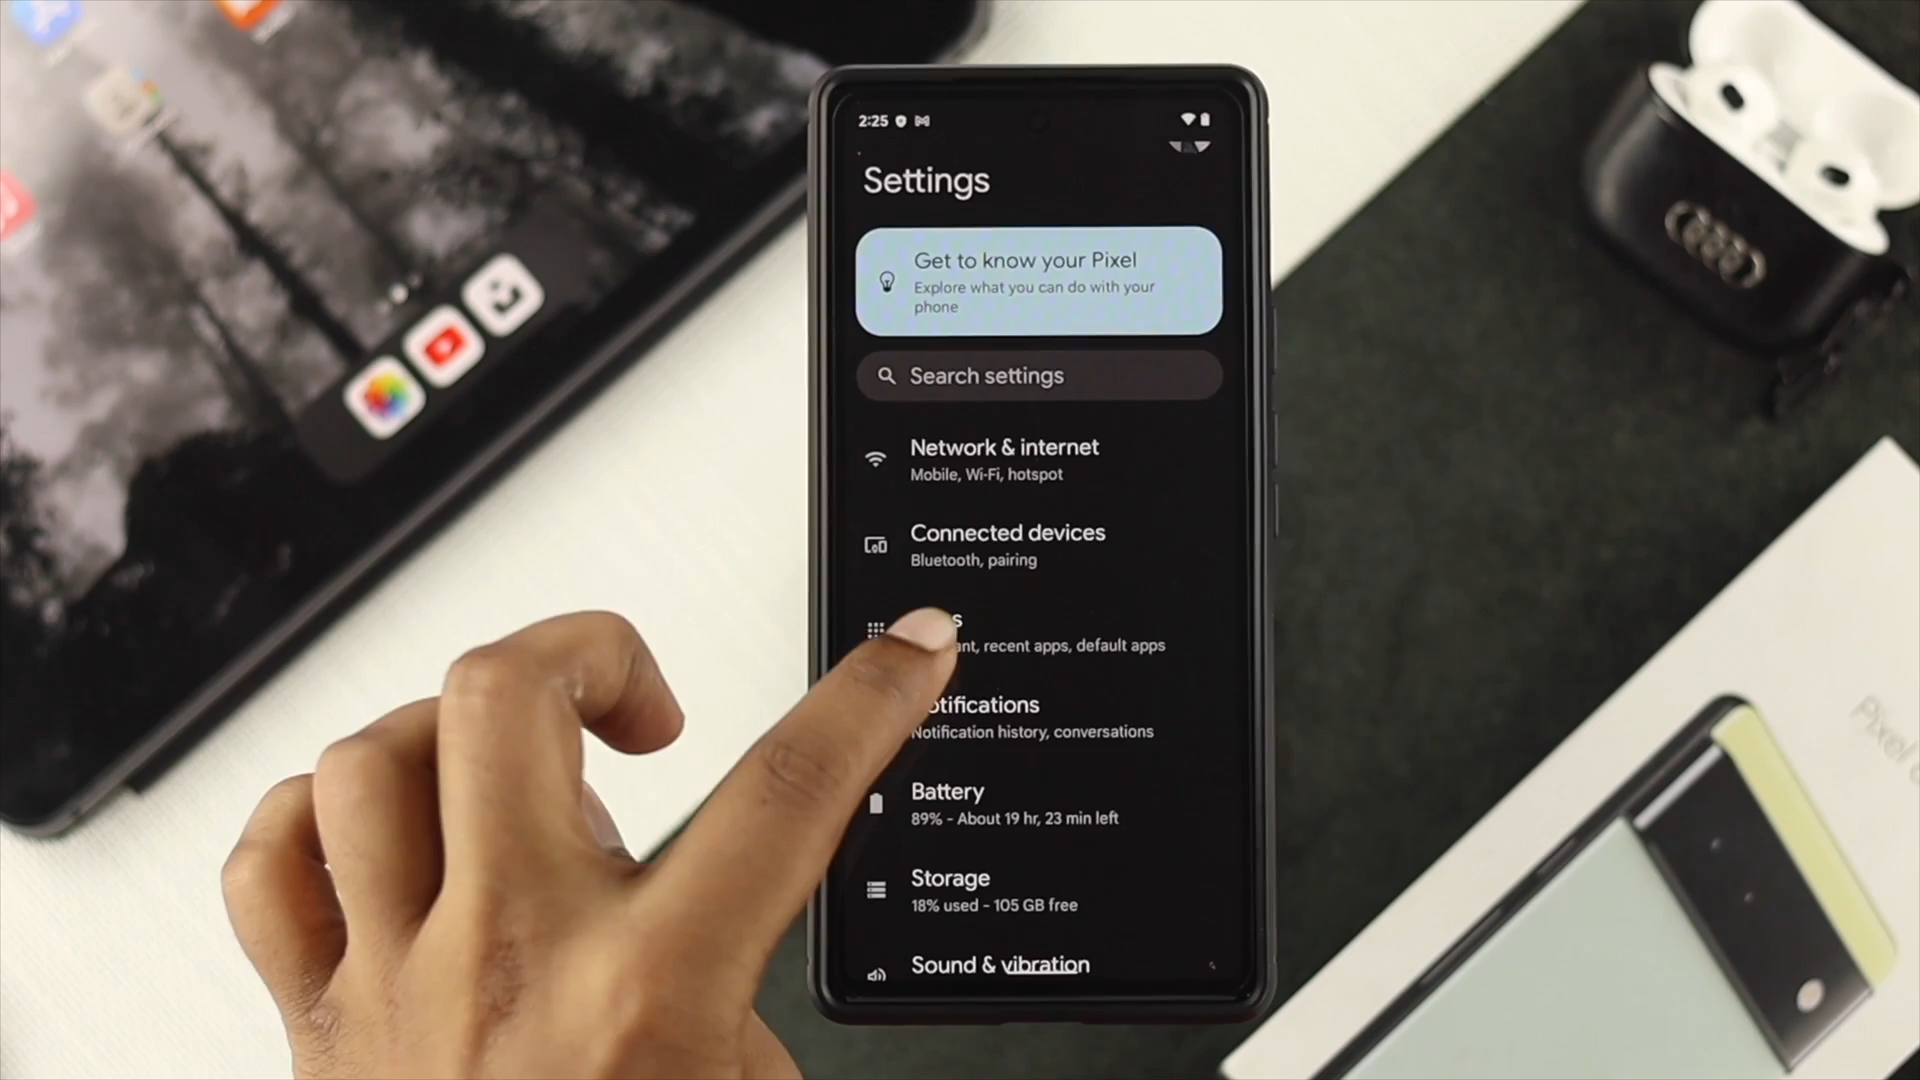 2:25
Settings
Get to know your Pixel
Explore what you can do with your
phone
Search settings
Network & internet
Mobile, Wi-Fi, hotspot
Connected devices
Bluetooth, pairing
recent apps, default apps
Notification history, conversations
Battery
89% - About 19 hr, 23 min left
Storage
18% used - 105 GB free
Sound & vibration
Pixel